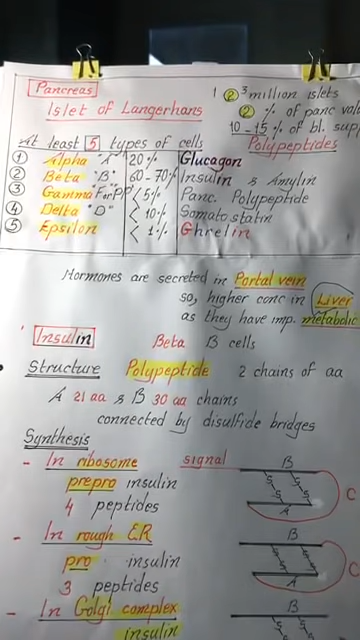 Pancreas
1 2 3 million islets
Islet of Langerhans
2 % of panc
10 - 15 % of bl.
At least 5 types of cells
Polypeptides
1 Alpha "A" 20 % Glucagon
2 Beta "B" 60 - 70% Insulin & Amylin
3 Gamma "F or PP" < 5% Panc. Polypeptide
4 Delta "D" < 10% Somatostatin
5 Epsilon < 1% Ghrelin
Hormones are secreted in Portal vein
so, higher conc in Liver
as they have imp. metabolic
Insulin Beta B cells
Structure Polypeptide 2 chains of aa
A 21 aa & B 30 aa chains
connected by disulfide bridges
Synthesis
- In ribosome signal B
prepro insulin
4 peptides A C
- In rough ER B
pro insulin A C
3 peptides
- In Golgi complex B
insulin